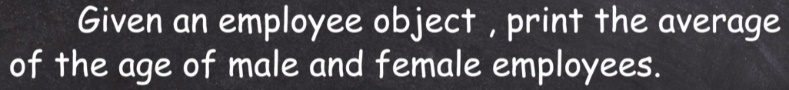 Given an employee object , print the average
of the age of male and female employees.